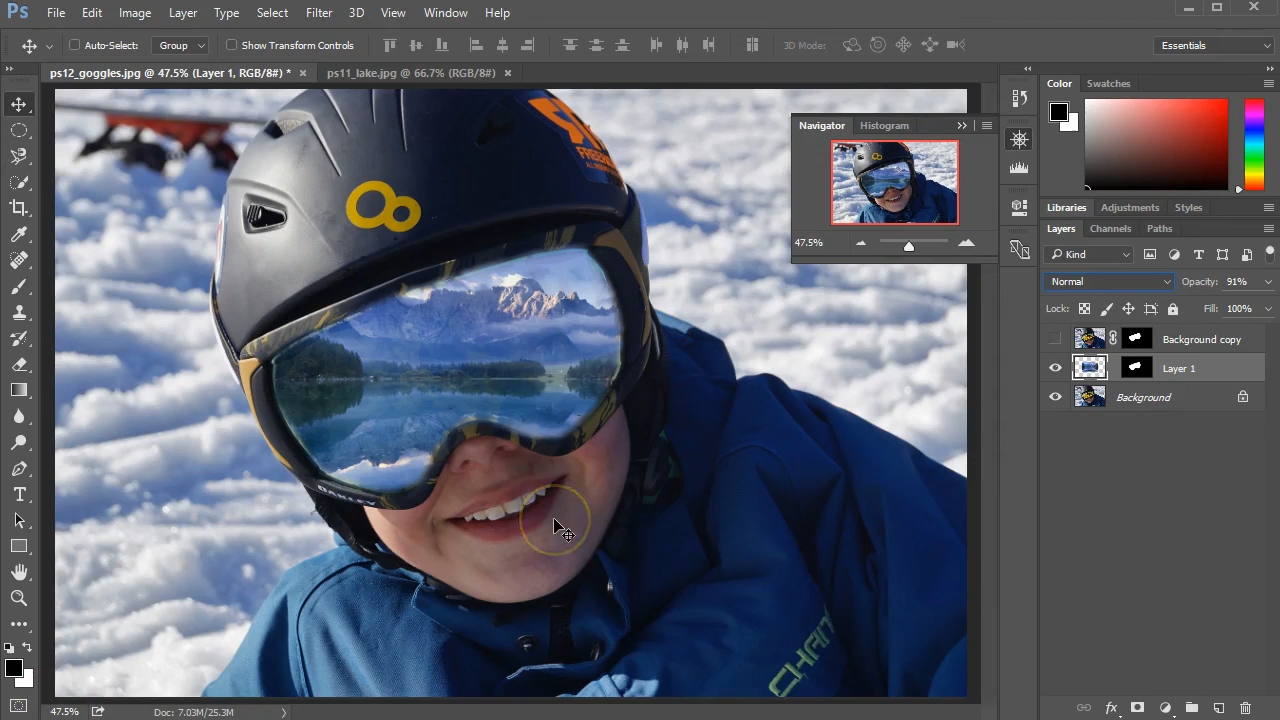 Ps File Edit Image Layer Type Select Filter 3D View Window Help
Auto-Select: Group Show Transform Controls 3D Mode: Essentials
ps12_goggles.jpg @ 47.5% (Layer 1, RGB/8#) * × ps11_lake.jpg @ 66.7% (RGB/8#) ×
Color Swatches
Navigator Histogram
47.5%
Libraries Adjustments Styles
Layers Channels Paths
Kind
Normal Opacity: 91%
Lock: Fill: 100%
Background copy
Layer 1
Background
OAKLEY
47.5% Doc: 7.03M/25.3M